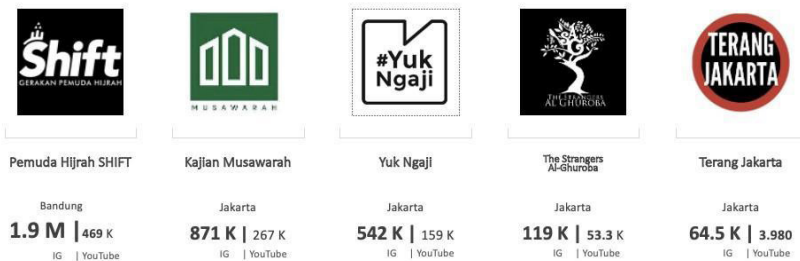 Shift
GERAKAN PEMUDA HIJRAH
Pemuda Hijrah SHIFT
Bandung
1.9 M | 469 K
IG | YouTube
MUSAWARAH
Kajian Musawarah
Jakarta
871 K | 267 K
IG | YouTube
#Yuk
Ngaji
Yuk Ngaji
Jakarta
542 K | 159 K
IG | YouTube
THE STRANGERS
AL GHUROBA
The Strangers
Al-Ghuroba
Jakarta
119 K | 53.3 K
IG | YouTube
TERANG
JAKARTA
Terang Jakarta
Jakarta
64.5 K | 3.980
IG | YouTube